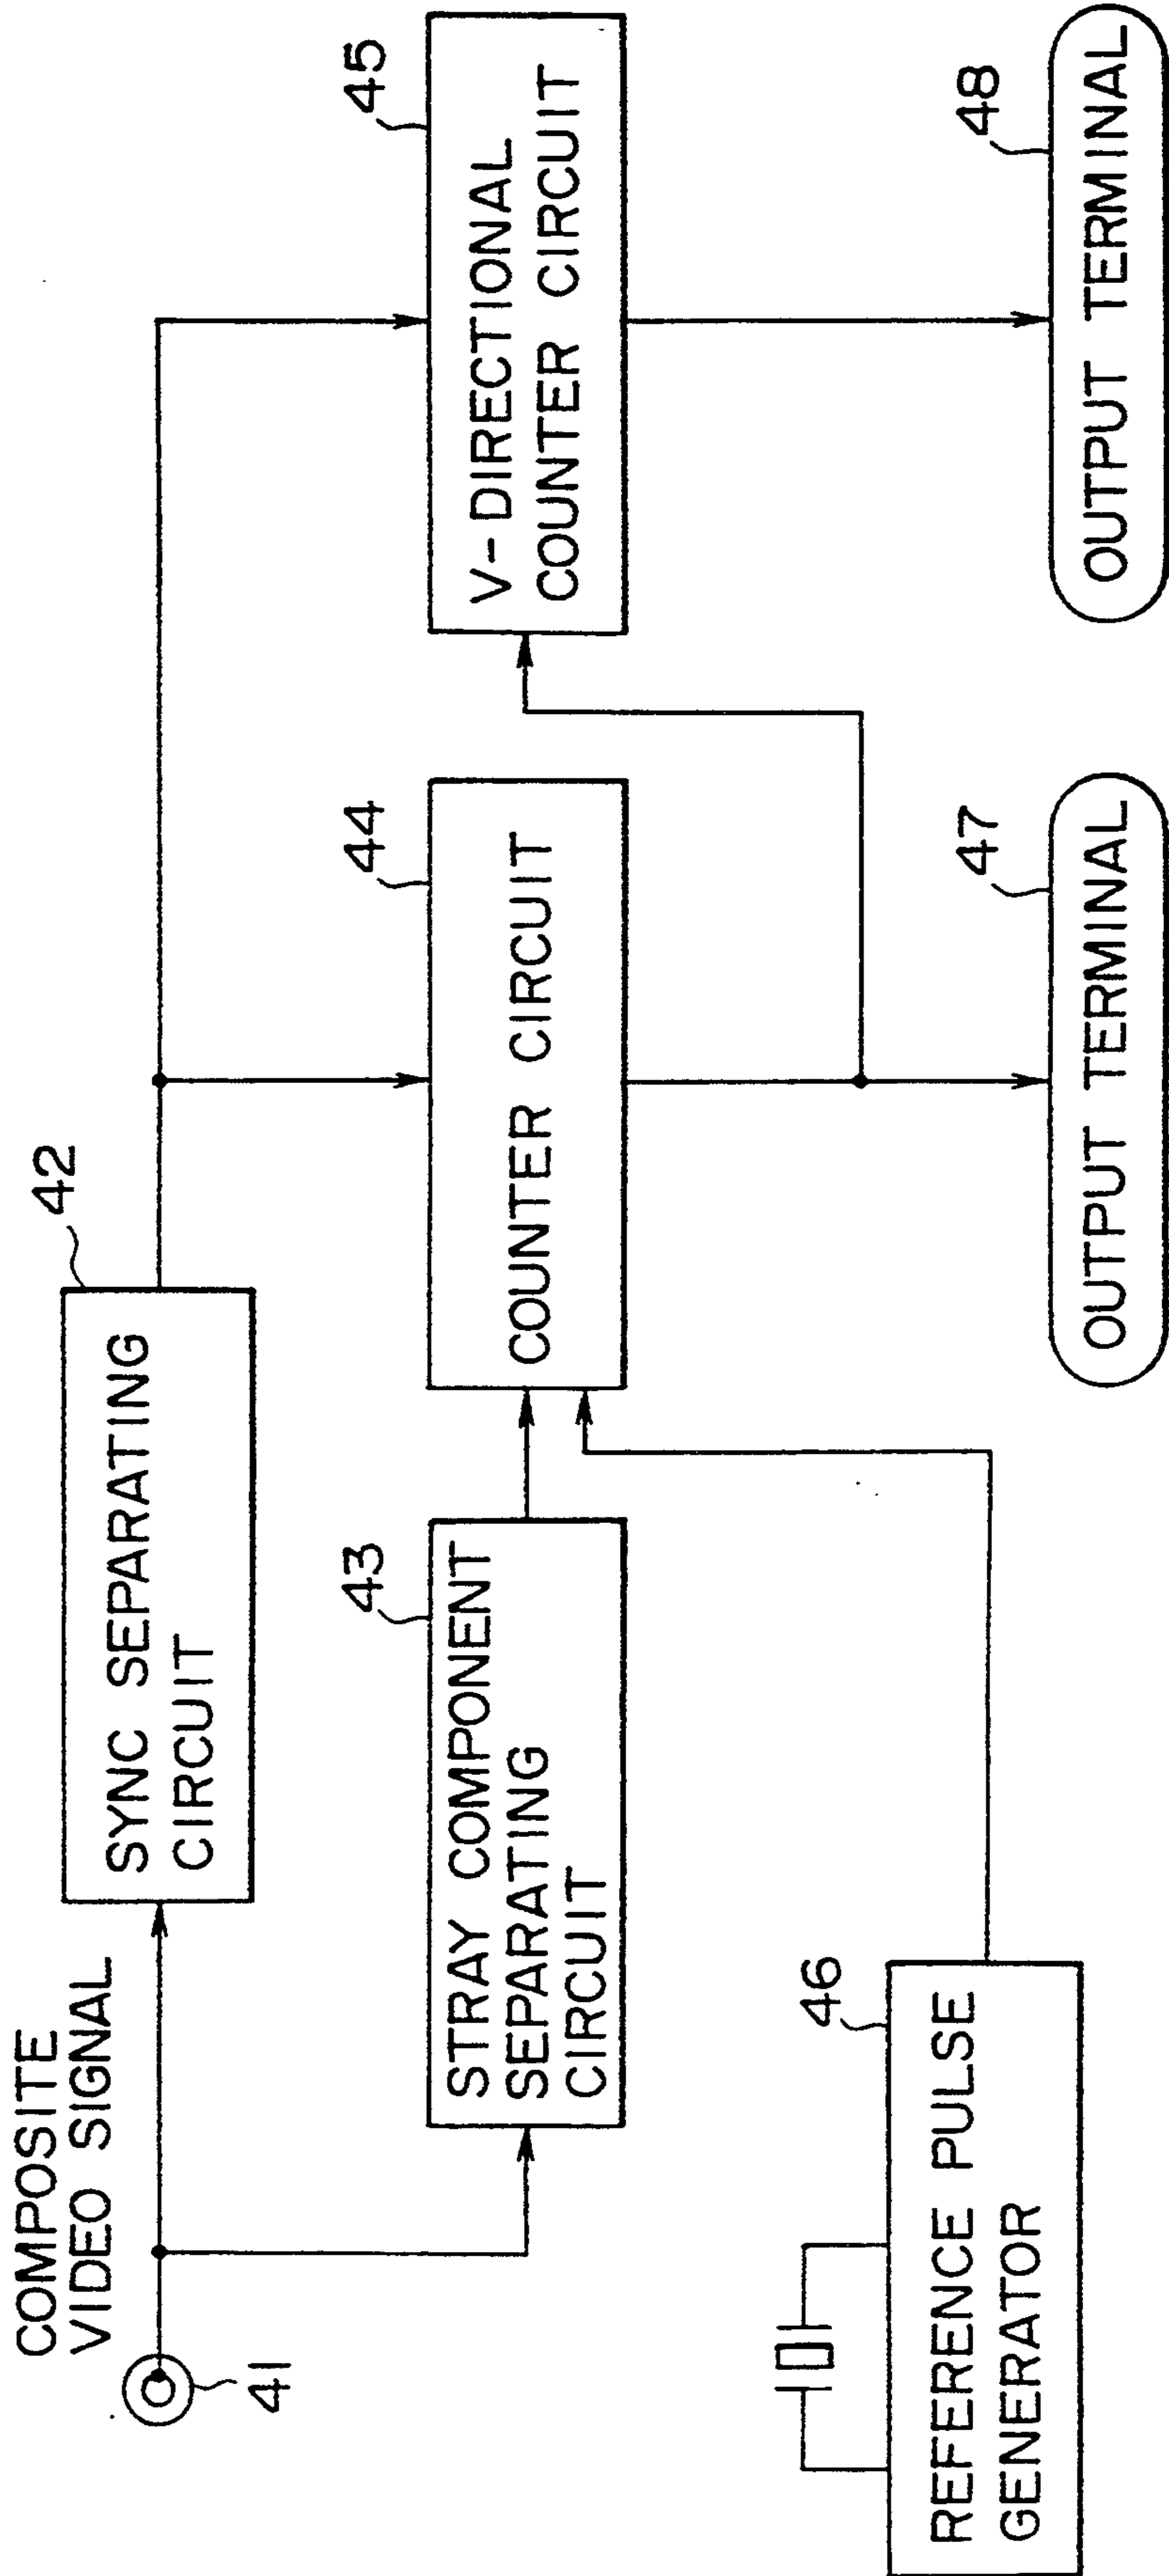 COMPOSITE
VIDEO SIGNAL
41
42
SYNC SEPARATING
CIRCUIT
43
STRAY COMPONENT
SEPARATING
CIRCUIT
44
COUNTER CIRCUIT
45
V-DIRECTIONAL
COUNTER CIRCUIT
46
REFERENCE PULSE
GENERATOR
47
OUTPUT TERMINAL
48
OUTPUT TERMINAL